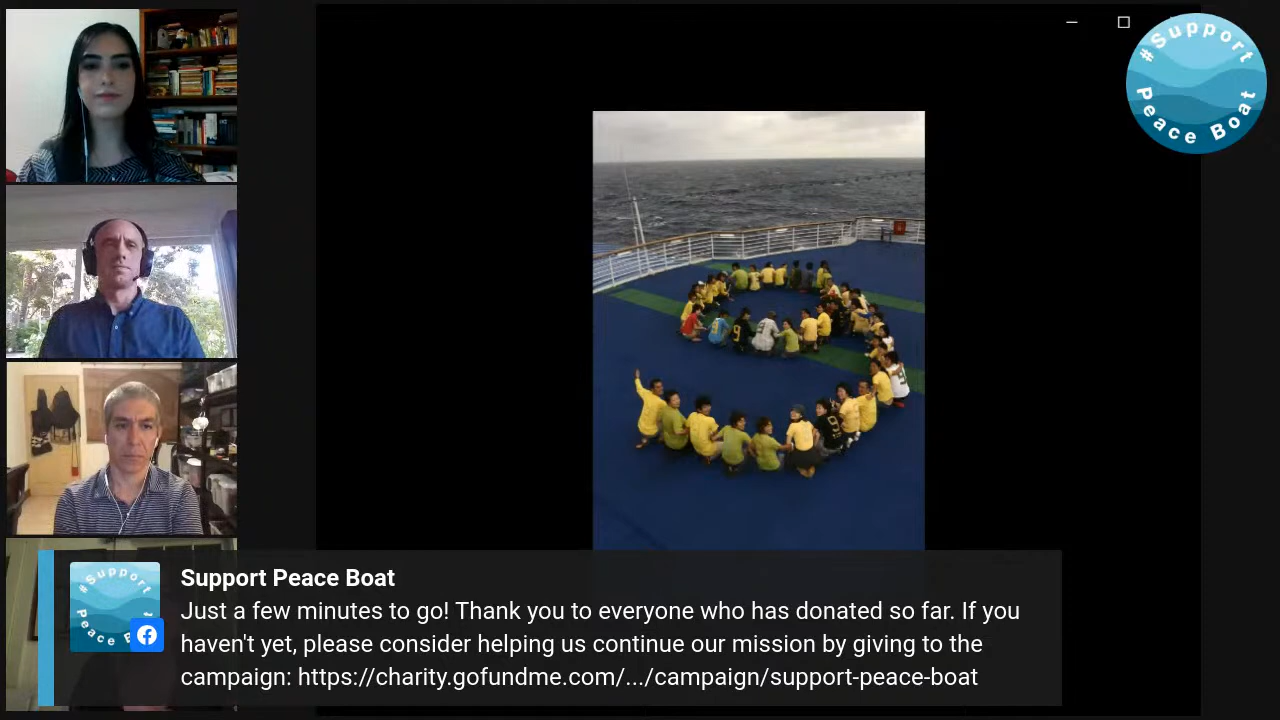 #Support
Peace Boat
Support Peace Boat
Just a few minutes to go! Thank you to everyone who has donated so far. If you
haven't yet, please consider helping us continue our mission by giving to the
campaign: https://charity.gofundme.com/.../campaign/support-peace-boat
#Support